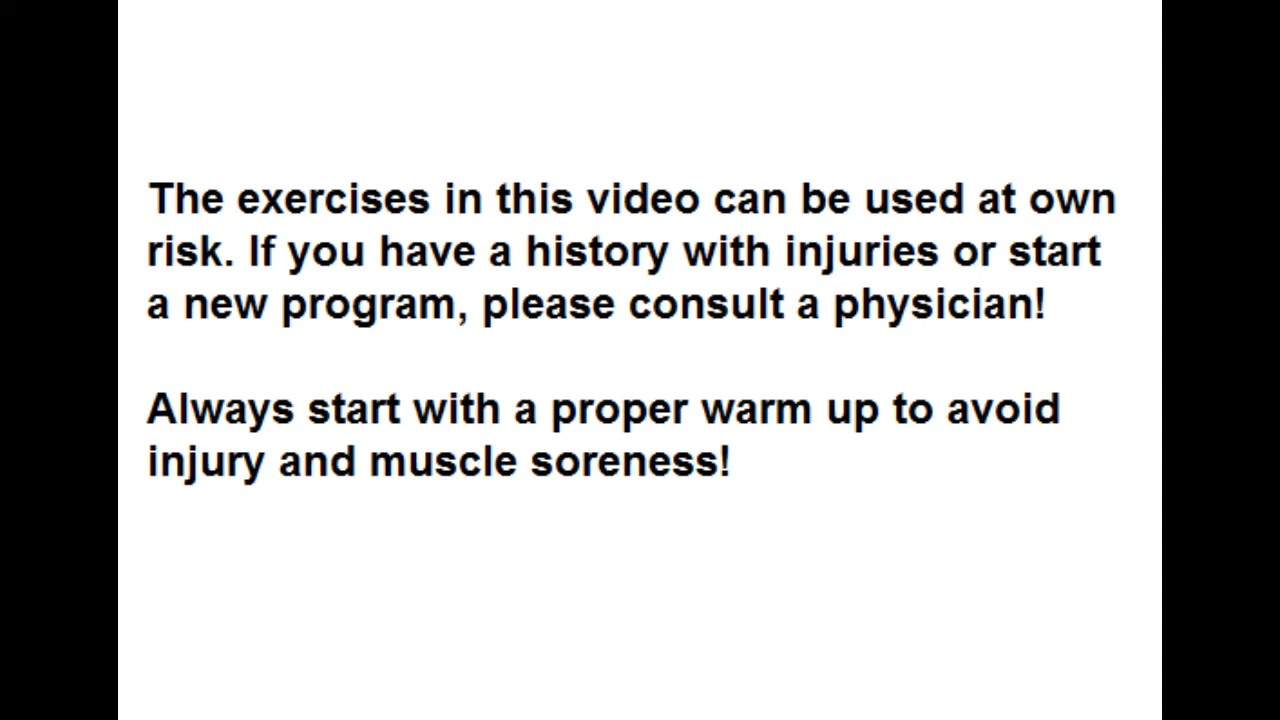 The exercises in this video can be used at own
risk. If you have a history with injuries or start
a new program, please consult a physician!
Always start with a proper warm up to avoid
injury and muscle soreness!